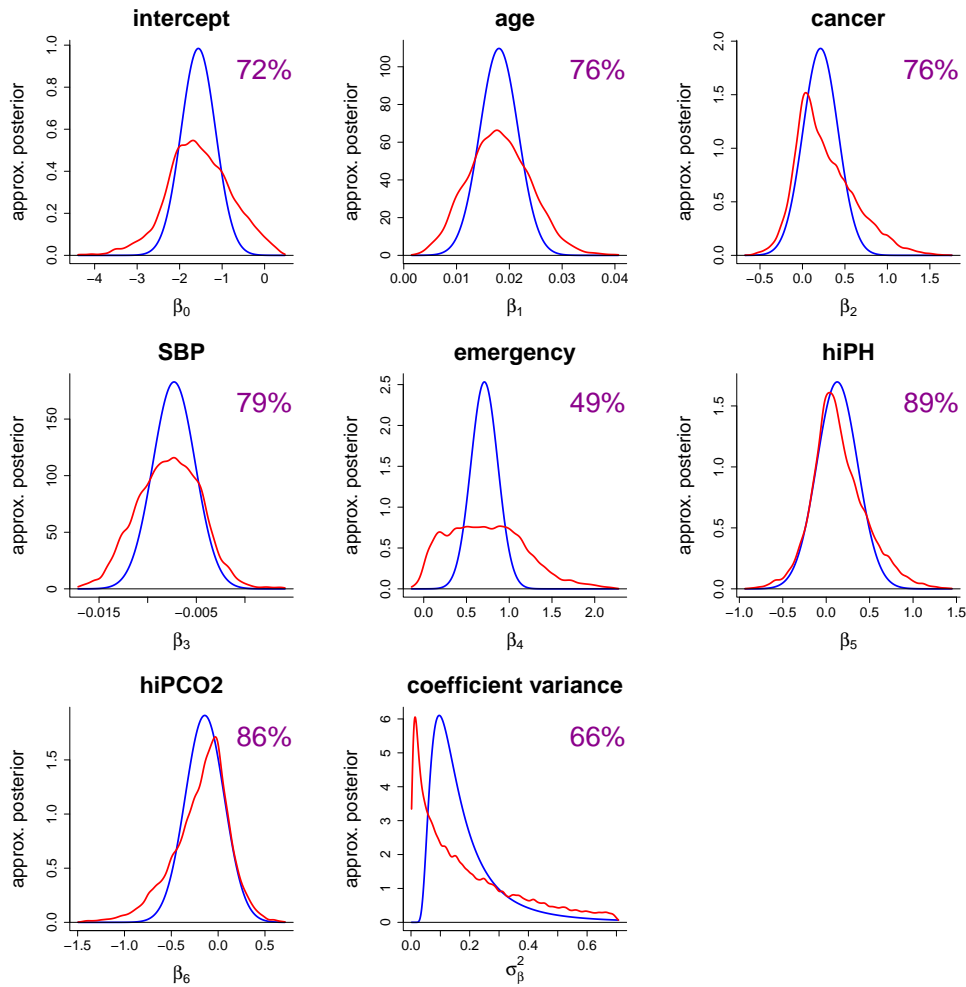 intercept
72%
approx. posterior
0.0 0.2 0.4 0.6 0.8 1.0
−4 −3 −2 −1 0
β0
age
76%
approx. posterior
0 20 40 60 80 100
0.00 0.01 0.02 0.03 0.04
β1
cancer
76%
approx. posterior
0.0 0.5 1.0 1.5 2.0
−0.5 0.0 0.5 1.0 1.5
β2
SBP
79%
approx. posterior
0 50 100 150
-0.015 -0.005
β3
emergency
49%
approx. posterior
0.0 0.5 1.0 1.5 2.0 2.5
0.0 0.5 1.0 2.0
β4
hiPH
89%
approx. posterior
0.0 0.5 1.0 1.5
−1.0 −0.5 0.0 0.5 1.0 1.5
β5
hiPCO2
86%
approx. posterior
0.0 0.5 1.0 1.5
−1.5 −1.0 −0.5 0.0 0.5
β6
coefficient variance
66%
approx. posterior
0 1 2 3 4 5 6
0.0 0.2 0.4 0.6
σβ2